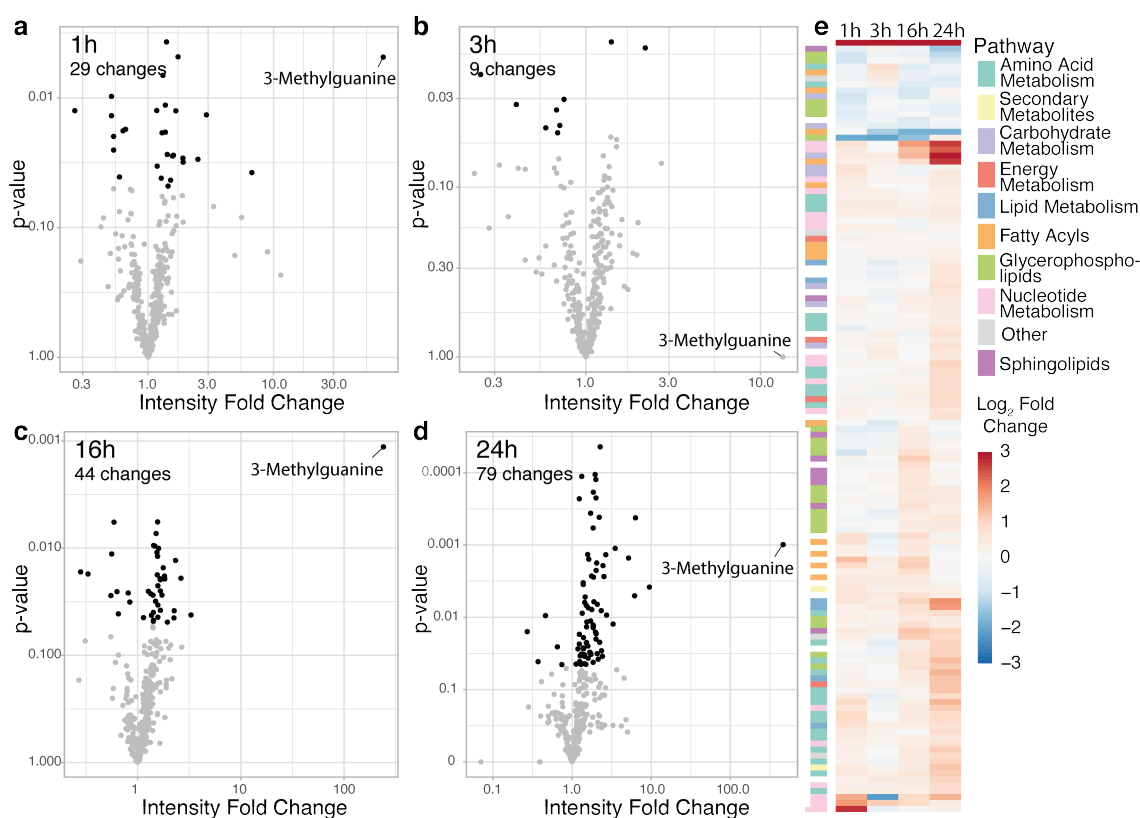 a
1h
29 changes
3-Methylguanine
p-value
0.01
0.10
1.00
0.3
1.0
3.0
10.0
30.0
Intensity Fold Change
b
3h
9 changes
3-Methylguanine
p-value
0.03
0.10
0.30
1.00
0.3
1.0
3.0
10.0
Intensity Fold Change
c
16h
44 changes
3-Methylguanine
p-value
0.001
0.010
0.100
1.000
1
10
100
Intensity Fold Change
d
24h
79 changes
3-Methylguanine
p-value
0.0001
0.001
0.01
0.1
0
0.1
1.0
10.0
100.0
Intensity Fold Change
e
1h 3h 16h 24h
Pathway
Amino Acid
Metabolism
Secondary
Metabolites
Carbohydrate
Metabolism
Energy
Metabolism
Lipid Metabolism
Fatty Acyls
Glycerophospho-
lipids
Nucleotide
Metabolism
Other
Sphingolipids
Log2 Fold
Change
3
2
1
0
−1
−2
−3